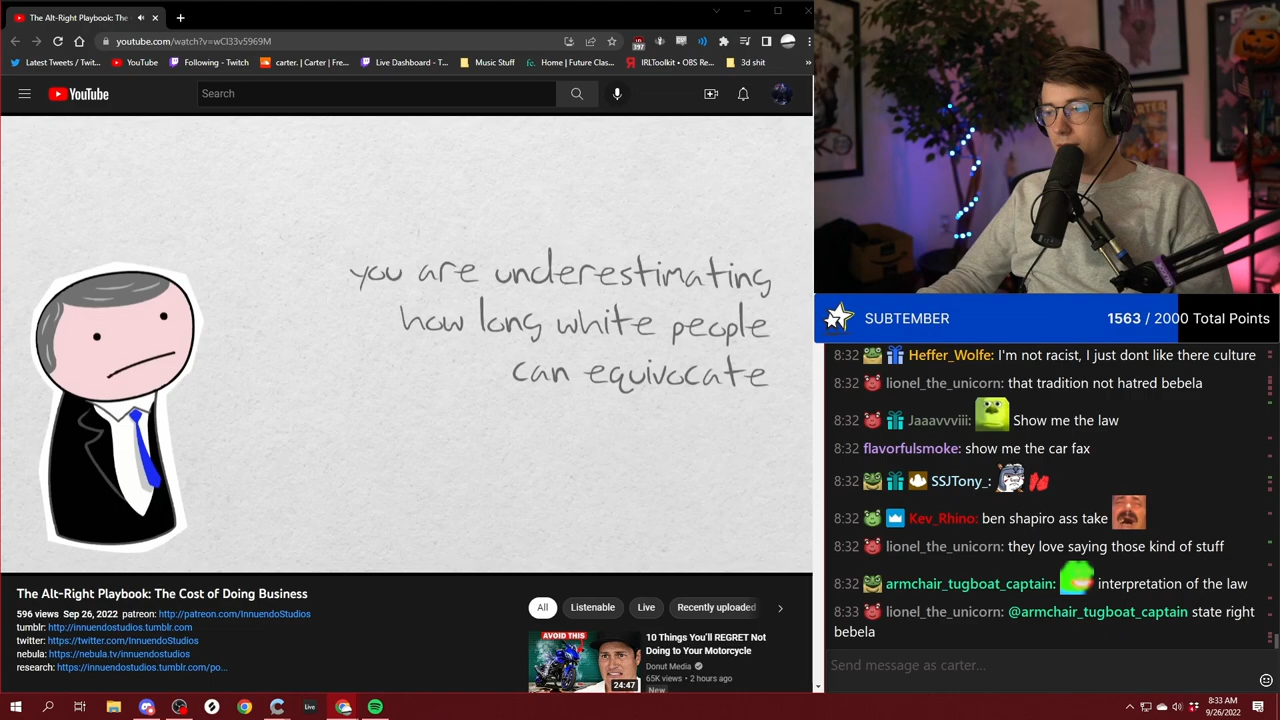 The Alt-Right Playbook: The
youtube.com/watch?v=wCl33v5969M
397
Latest Tweets / Twit...
YouTube
Following - Twitch
carter. | Carter | Fre...
Live Dashboard - T...
Music Stuff
fc. Home | Future Clas...
IRLToolkit • OBS Re...
3d shit
»
YouTube
Search
you are underestimating
how long white people
can equivocate
The Alt-Right Playbook: The Cost of Doing Business
596 views Sep 26, 2022 patreon: http://patreon.com/InnuendoStudios
tumblr: http://innuendostudios.tumblr.com
twitter: https://twitter.com/InnuendoStudios
nebula: https://nebula.tv/innuendostudios
research: https://innuendostudios.tumblr.com/po...
All
Listenable
Live
Recently uploaded
AVOID THIS
24:47
10 Things You'll REGRET Not
Doing to Your Motorcycle
Donut Media
65K views • 2 hours ago
New
SUBTEMBER
1563 / 2000 Total Points
8:32 Heffer_Wolfe: I'm not racist, I just dont like there culture
8:32 lionel_the_unicorn: that tradition not hatred bebela
8:32 Jaaavvviii: Show me the law
8:32 flavorfulsmoke: show me the car fax
8:32 SSJTony_:
8:32 Kev_Rhino: ben shapiro ass take
8:32 lionel_the_unicorn: they love saying those kind of stuff
8:32 armchair_tugboat_captain: interpretation of the law
8:33 lionel_the_unicorn: @armchair_tugboat_captain state right
bebela
Send message as carter...
Live
8:33 AM
9/26/2022